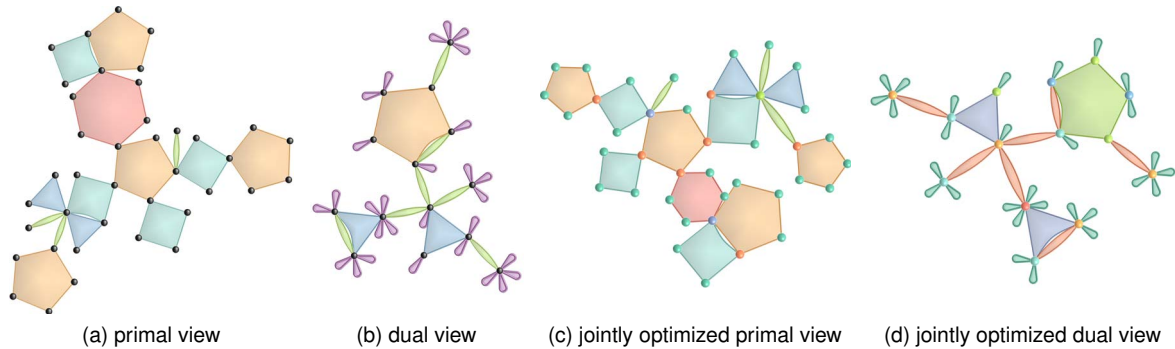 (a) primal view
(b) dual view
(c) jointly optimized primal view
(d) jointly optimized dual view